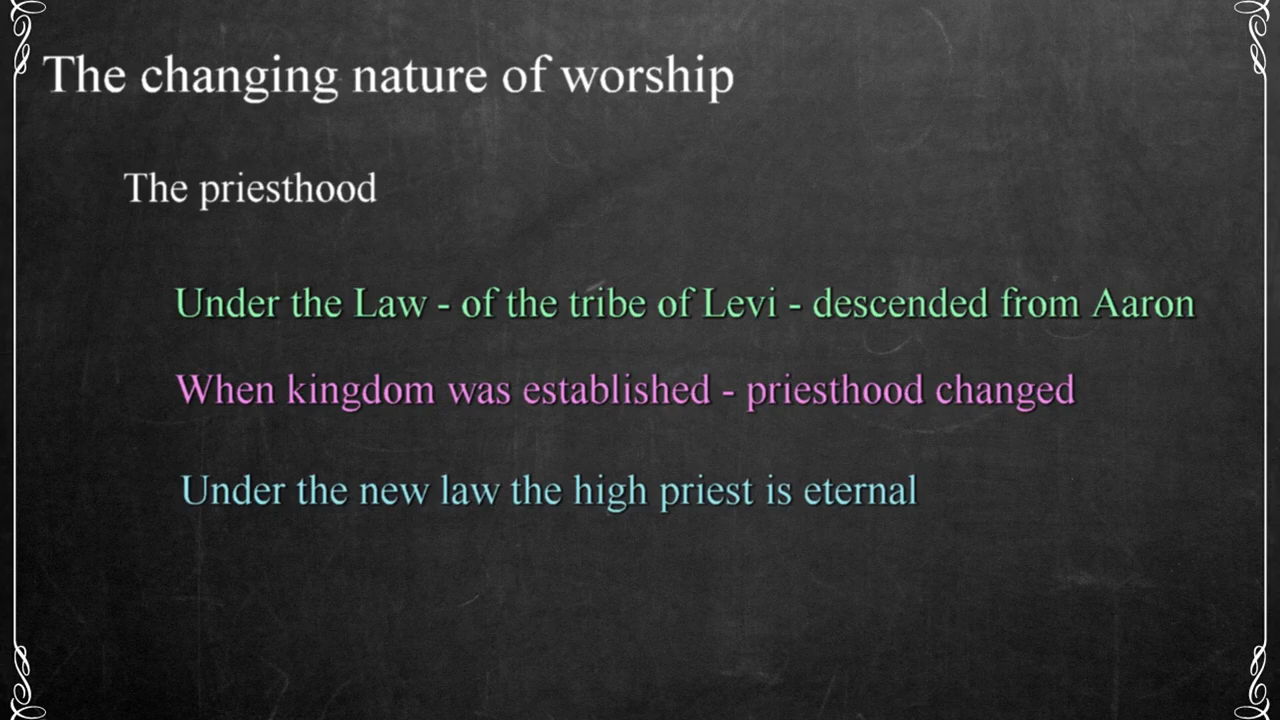 The changing nature of worship
The priesthood
Under the Law - of the tribe of Levi - descended from Aaron
When kingdom was established - priesthood changed
Under the new law the high priest is eternal